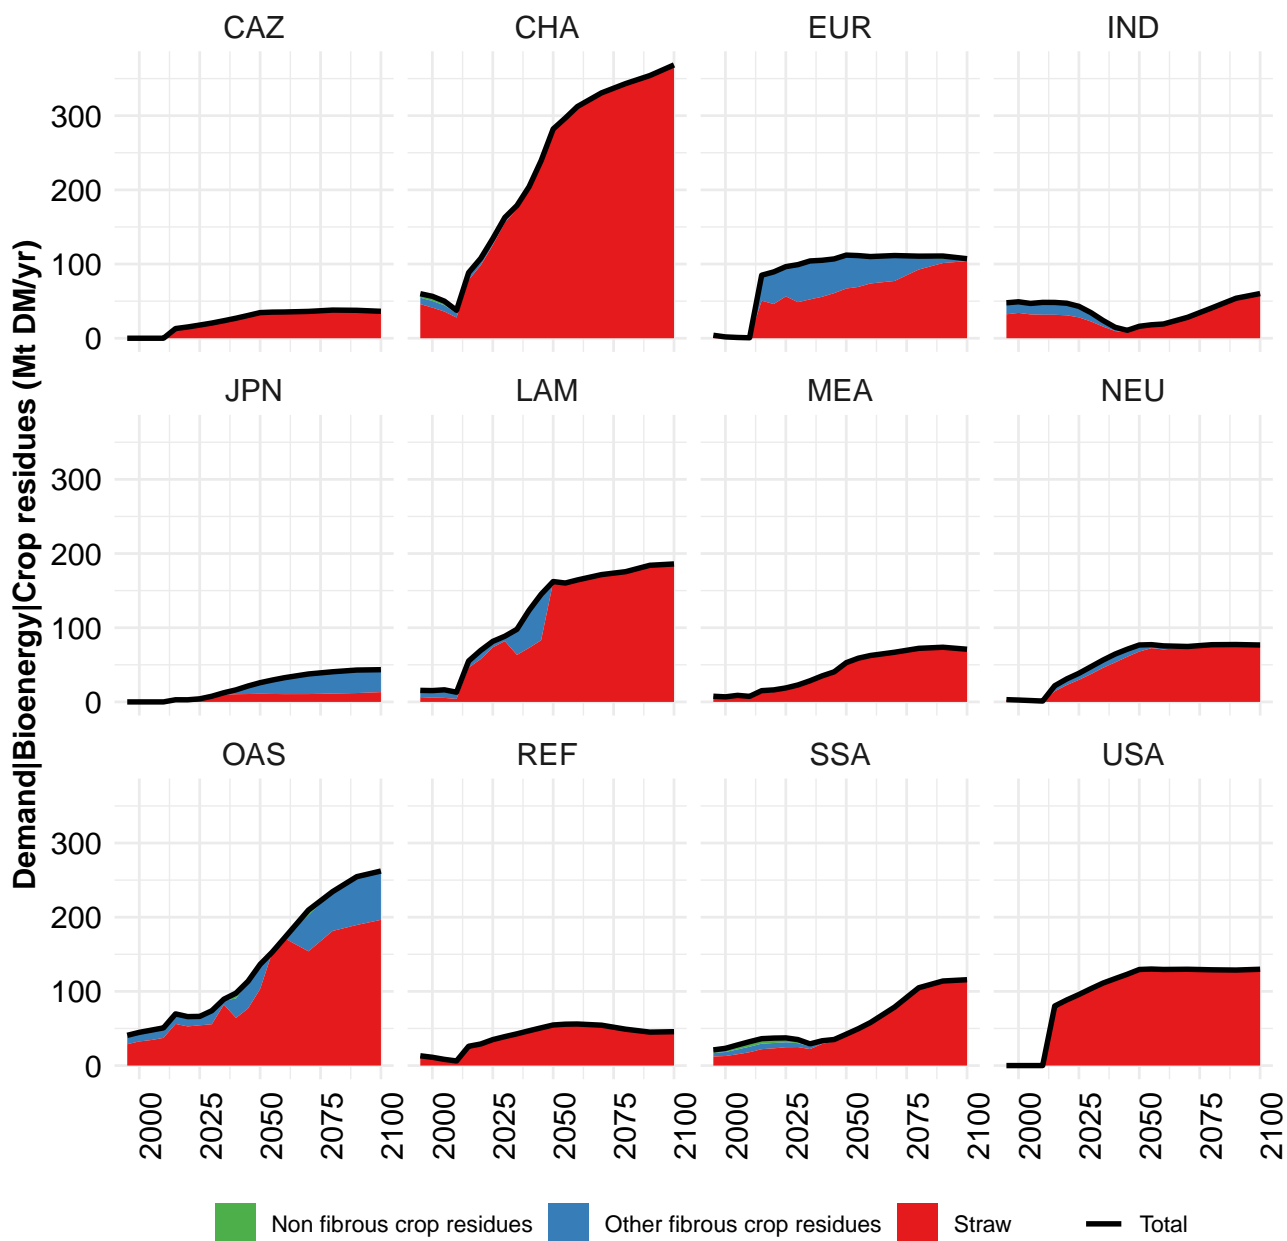 CAZ CHA EUR IND
300
200
100
0
JPN LAM MEA NEU
300
200
100
0
OAS REF SSA USA
300
200
100
0
Demand|Bioenergy|Crop residues (Mt DM/yr)
2000 2025 2050 2075 2100 2000 2025 2050 2075 2100 2000 2025 2050 2075 2100 2000 2025 2050 2075 2100
Non fibrous crop residues Other fibrous crop residues Straw Total